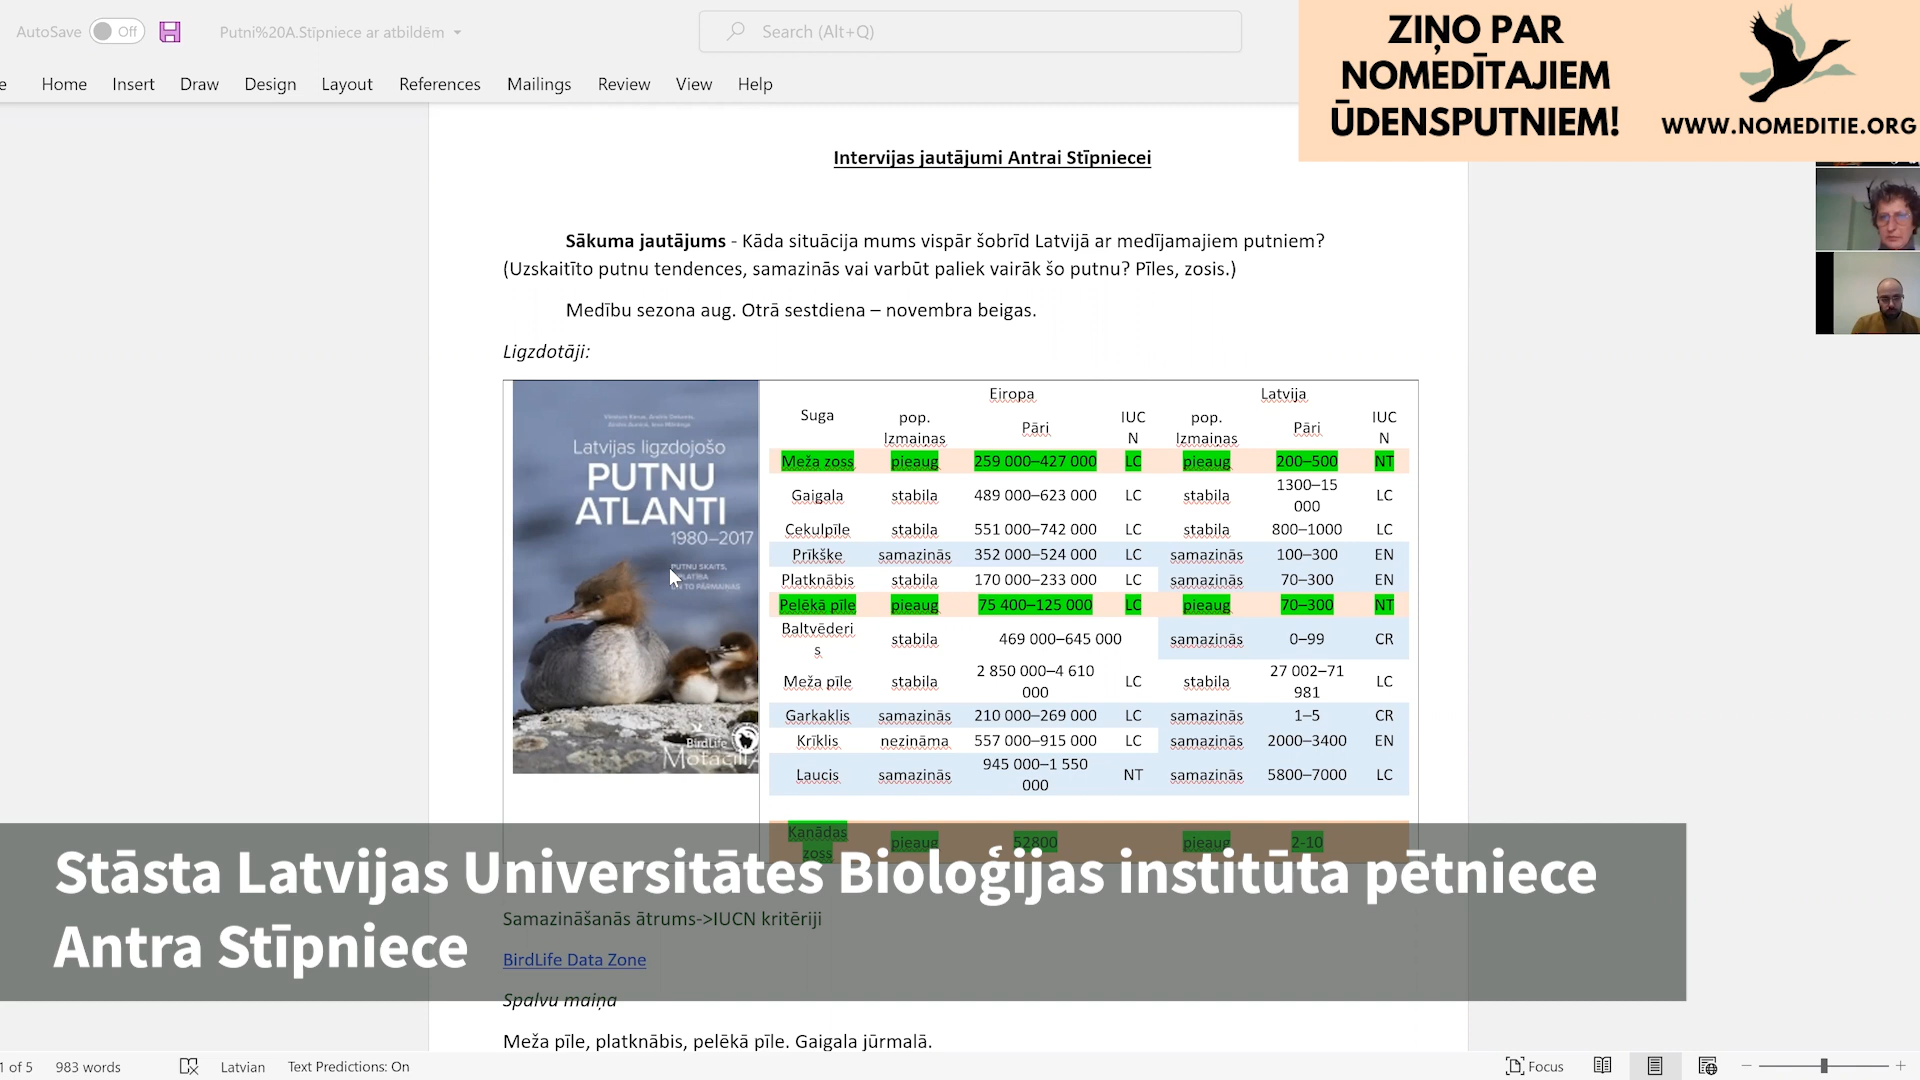 AutoSave Off Putni%20A.Stīpniece ar atbildēm
Search (Alt+Q)
Home Insert Draw Design Layout References Mailings Review View Help
ZIŅO PAR
NOMEDĪTAJIEM
ŪDENSPUTNIEM!
WWW.NOMEDITIE.ORG
Intervijas jautājumi Antrai Stīpniecei
Sākuma jautājums - Kāda situācija mums vispār šobrīd Latvijā ar medījamajiem putniem?
(Uzskaitīto putnu tendences, samazinās vai varbūt paliek vairāk šo putnu? Pīles, zosis.)
Medību sezona aug. Otrā sestdiena – novembra beigas.
Ligzdotāji:
Latvijas ligzdojošo
PUTNU
ATLANTI
1980–2017
PUTNU SKAITS,
UN TO PĀRMAIŅAS
BirdLife
Eiropa Latvija
Suga pop. Izmaiņas Pāri IUCN pop. Izmaiņas Pāri IUCN
Meža zoss pieaug 259 000–427 000 LC pieaug 200–500 NT
Gaigala stabila 489 000–623 000 LC stabila 1300–15 000 LC
Cekulpīle stabila 551 000–742 000 LC stabila 800–1000 LC
Prīkšķe samazinās 352 000–524 000 LC samazinās 100–300 EN
Platknābis stabila 170 000–233 000 LC samazinās 70–300 EN
Pelēkā pīle pieaug 75 400–125 000 LC pieaug 70–300 NT
Baltvēderis stabila 469 000–645 000 samazinās 0–99 CR
Meža pīle stabila 2 850 000–4 610 000 LC stabila 27 002–71 981 LC
Garkaklis samazinās 210 000–269 000 LC samazinās 1–5 CR
Krīklis nezināma 557 000–915 000 LC samazinās 2000–3400 EN
Laucis samazinās 945 000–1 550 000 NT samazinās 5800–7000 LC
Kanādas zoss pieaug 52800 pieaug 2-10
Stāsta Latvijas Universitātes Bioloģijas institūta pētniece
Antra Stīpniece
Samazināšanās ātrums->IUCN kritēriji
BirdLife Data Zone
Spalvu maiņa
Meža pīle, platknābis, pelēkā pīle. Gaigala jūrmalā.
1 of 5 983 words Latvian Text Predictions: On Focus